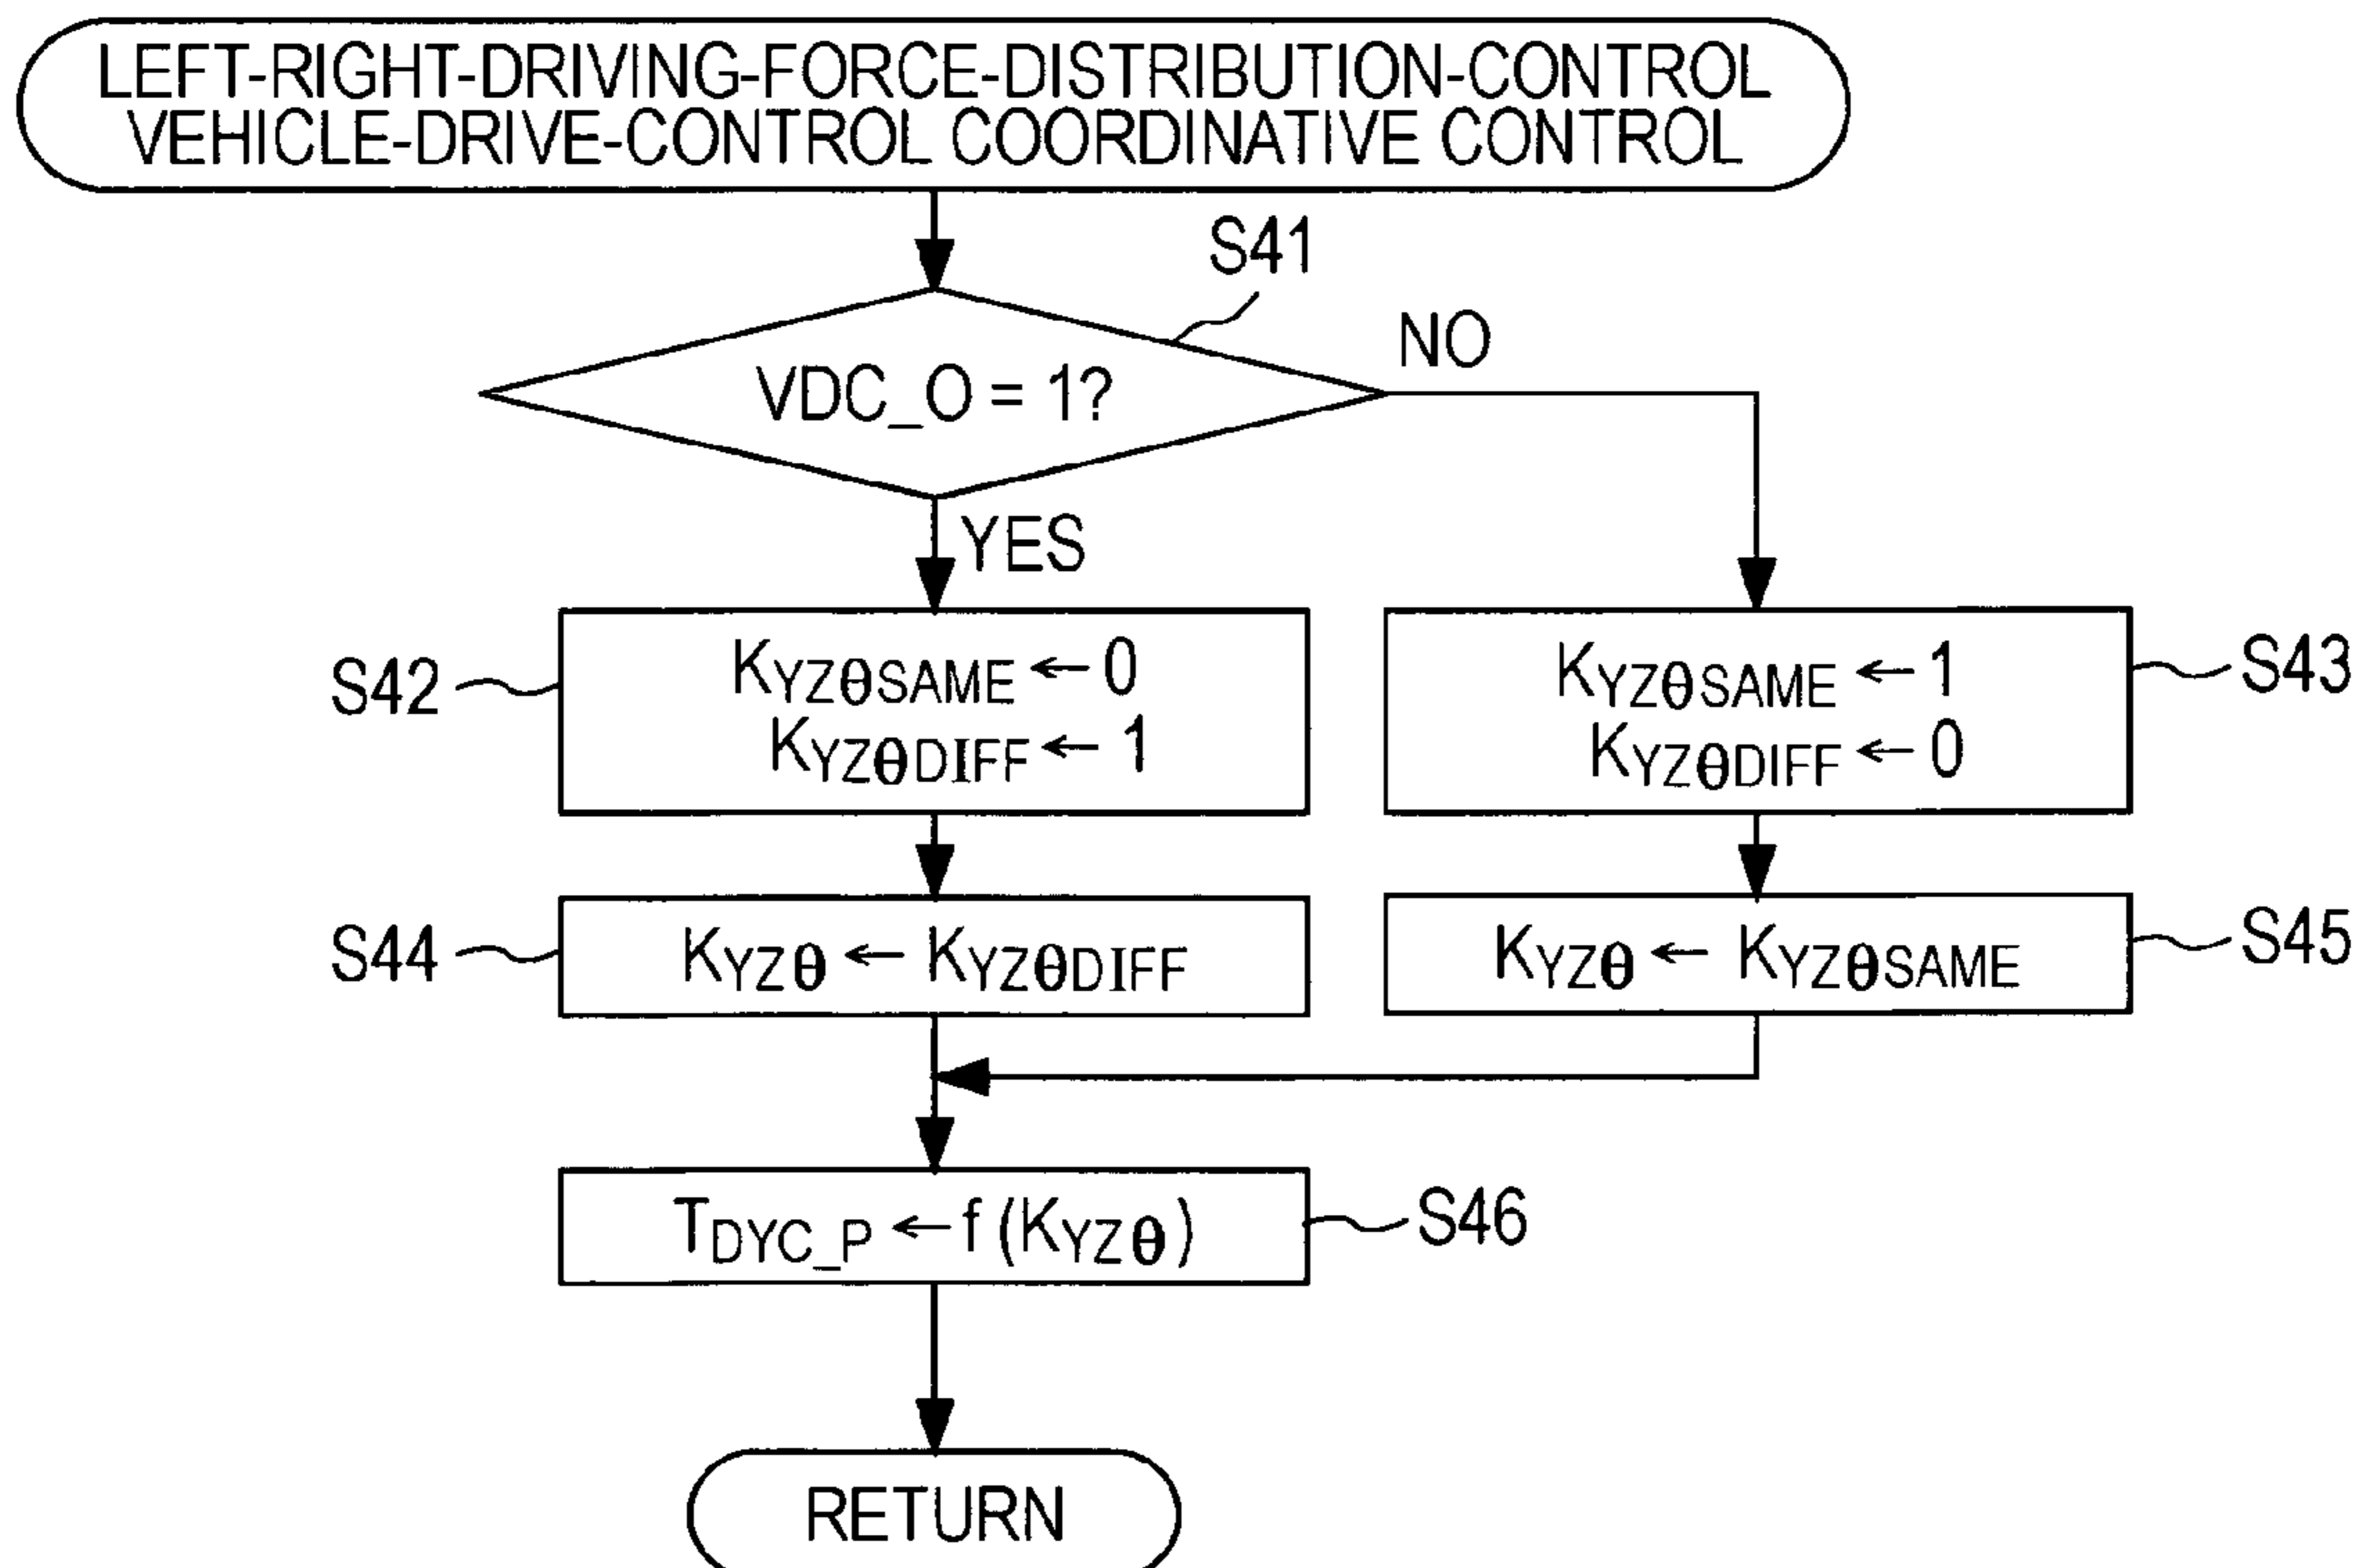 LEFT-RIGHT-DRIVING-FORCE-DISTRIBUTION-CONTROL
VEHICLE-DRIVE-CONTROL COORDINATIVE CONTROL
S41
VDC_O = 1?
NO
YES
S42
KYZθSAME ← 0
KYZθDIFF ← 1
KYZθSAME ← 1
KYZθDIFF ← 0
S43
S44
KYZθ ← KYZθDIFF
KYZθ ← KYZθSAME
S45
TDYC_P ← f (KYZθ)
S46
RETURN